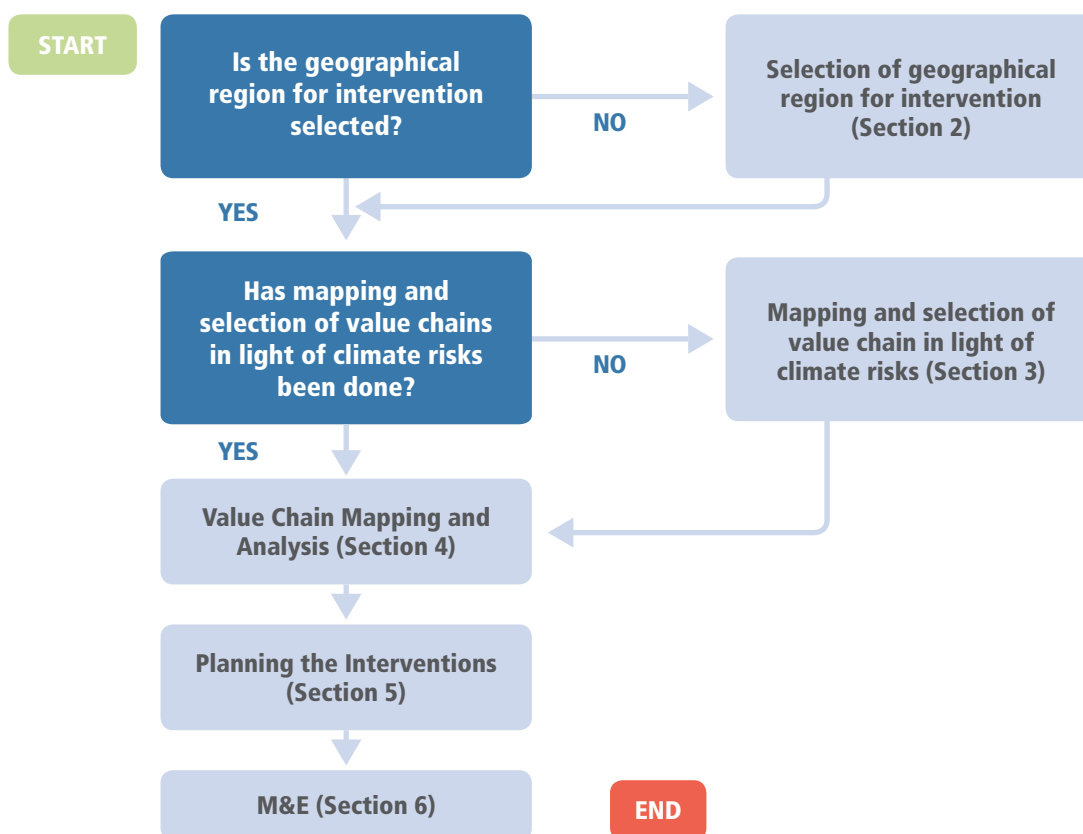 START
Is the geographical
region for intervention
selected?
NO
Selection of geographical
region for intervention
(Section 2)
YES
Has mapping and
selection of value chains
in light of climate risks
been done?
NO
Mapping and selection of
value chain in light of
climate risks (Section 3)
YES
Value Chain Mapping and
Analysis (Section 4)
Planning the Interventions
(Section 5)
M&E (Section 6)
END